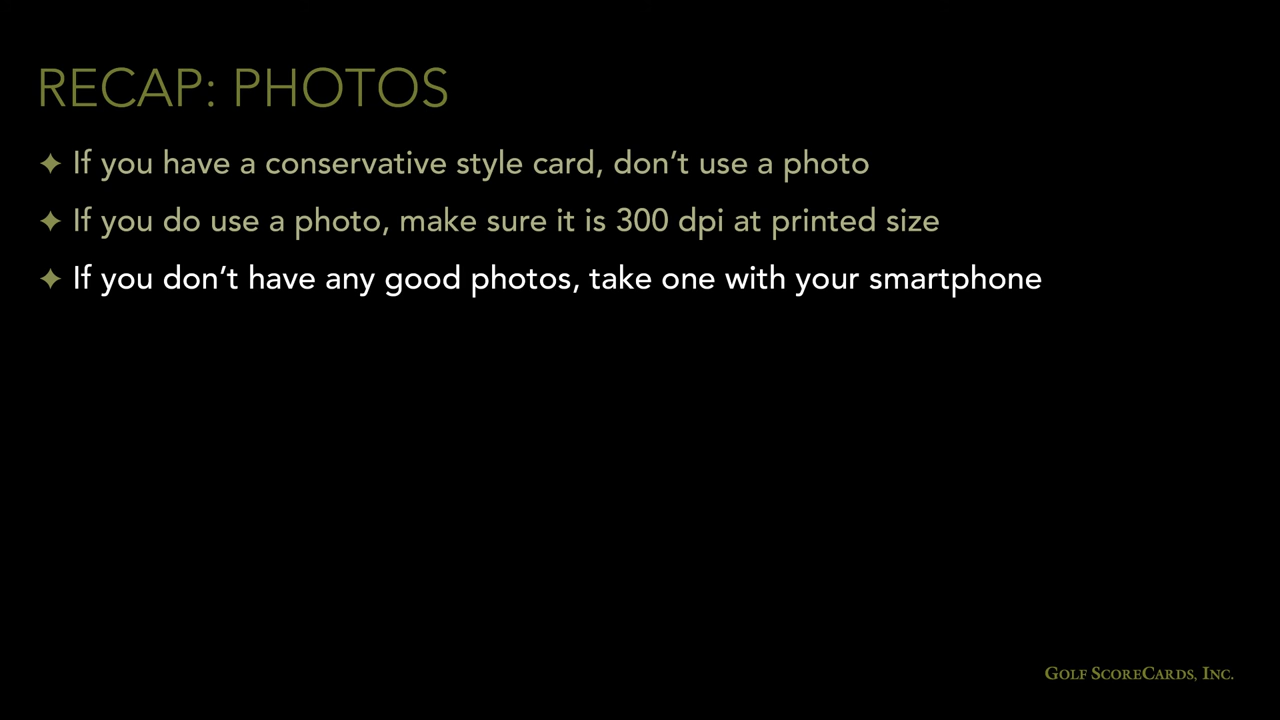 RECAP: PHOTOS
✦ If you have a conservative style card, don’t use a photo
✦ If you do use a photo, make sure it is 300 dpi at printed size
✦ If you don’t have any good photos, take one with your smartphone
GOLF SCORECARDS, INC.